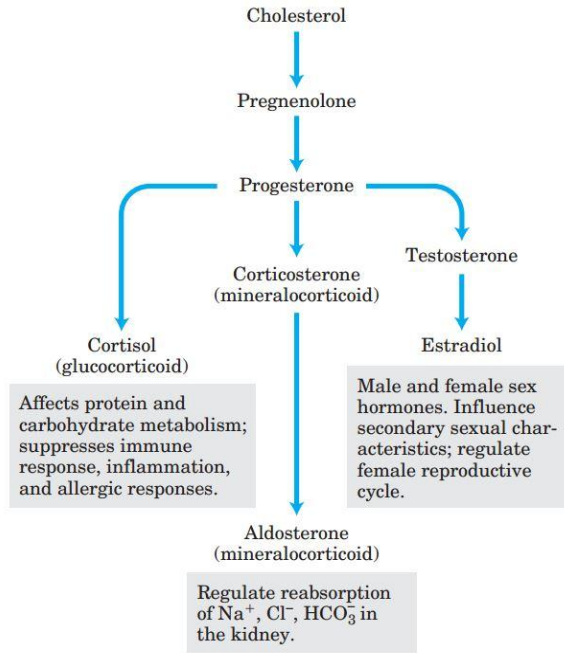 Cholesterol
Pregnenolone
Progesterone
Corticosterone
(mineralocorticoid)
Testosterone
Cortisol
(glucocorticoid)
Affects protein and
carbohydrate metabolism;
suppresses immune
response, inflammation,
and allergic responses.
Estradiol
Male and female sex
hormones. Influence
secondary sexual char-
acteristics; regulate
female reproductive
cycle.
Aldosterone
(mineralocorticoid)
Regulate reabsorption
of Na⁺, Cl⁻, HCO₃⁻ in
the kidney.